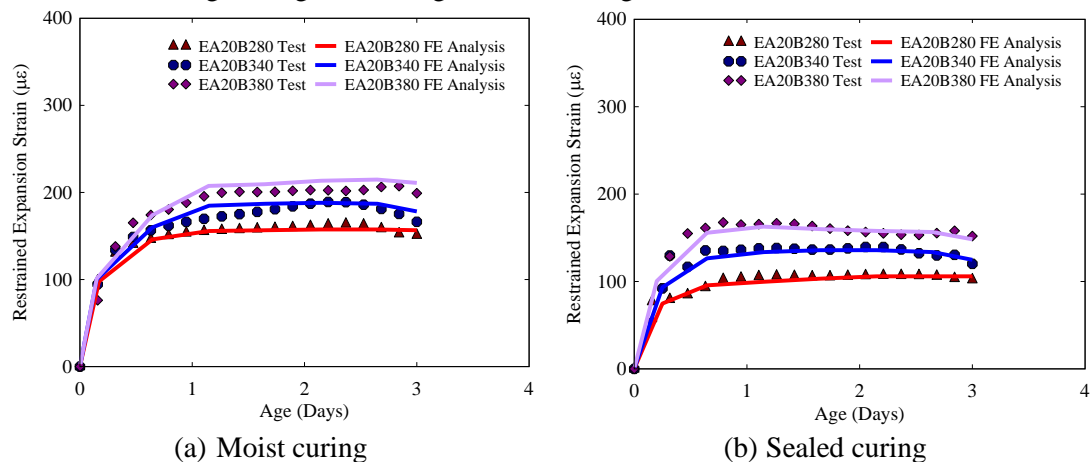 400
300
200
100
0
Restrained Expansion Strain (με)
EA20B280 Test EA20B280 FE Analysis
EA20B340 Test EA20B340 FE Analysis
EA20B380 Test EA20B380 FE Analysis
0 1 2 3 4
Age (Days)
(a) Moist curing
400
300
200
100
0
Restrained Expansion Strain (με)
EA20B280 Test EA20B280 FE Analysis
EA20B340 Test EA20B340 FE Analysis
EA20B380 Test EA20B380 FE Analysis
0 1 2 3 4
Age (Days)
(b) Sealed curing